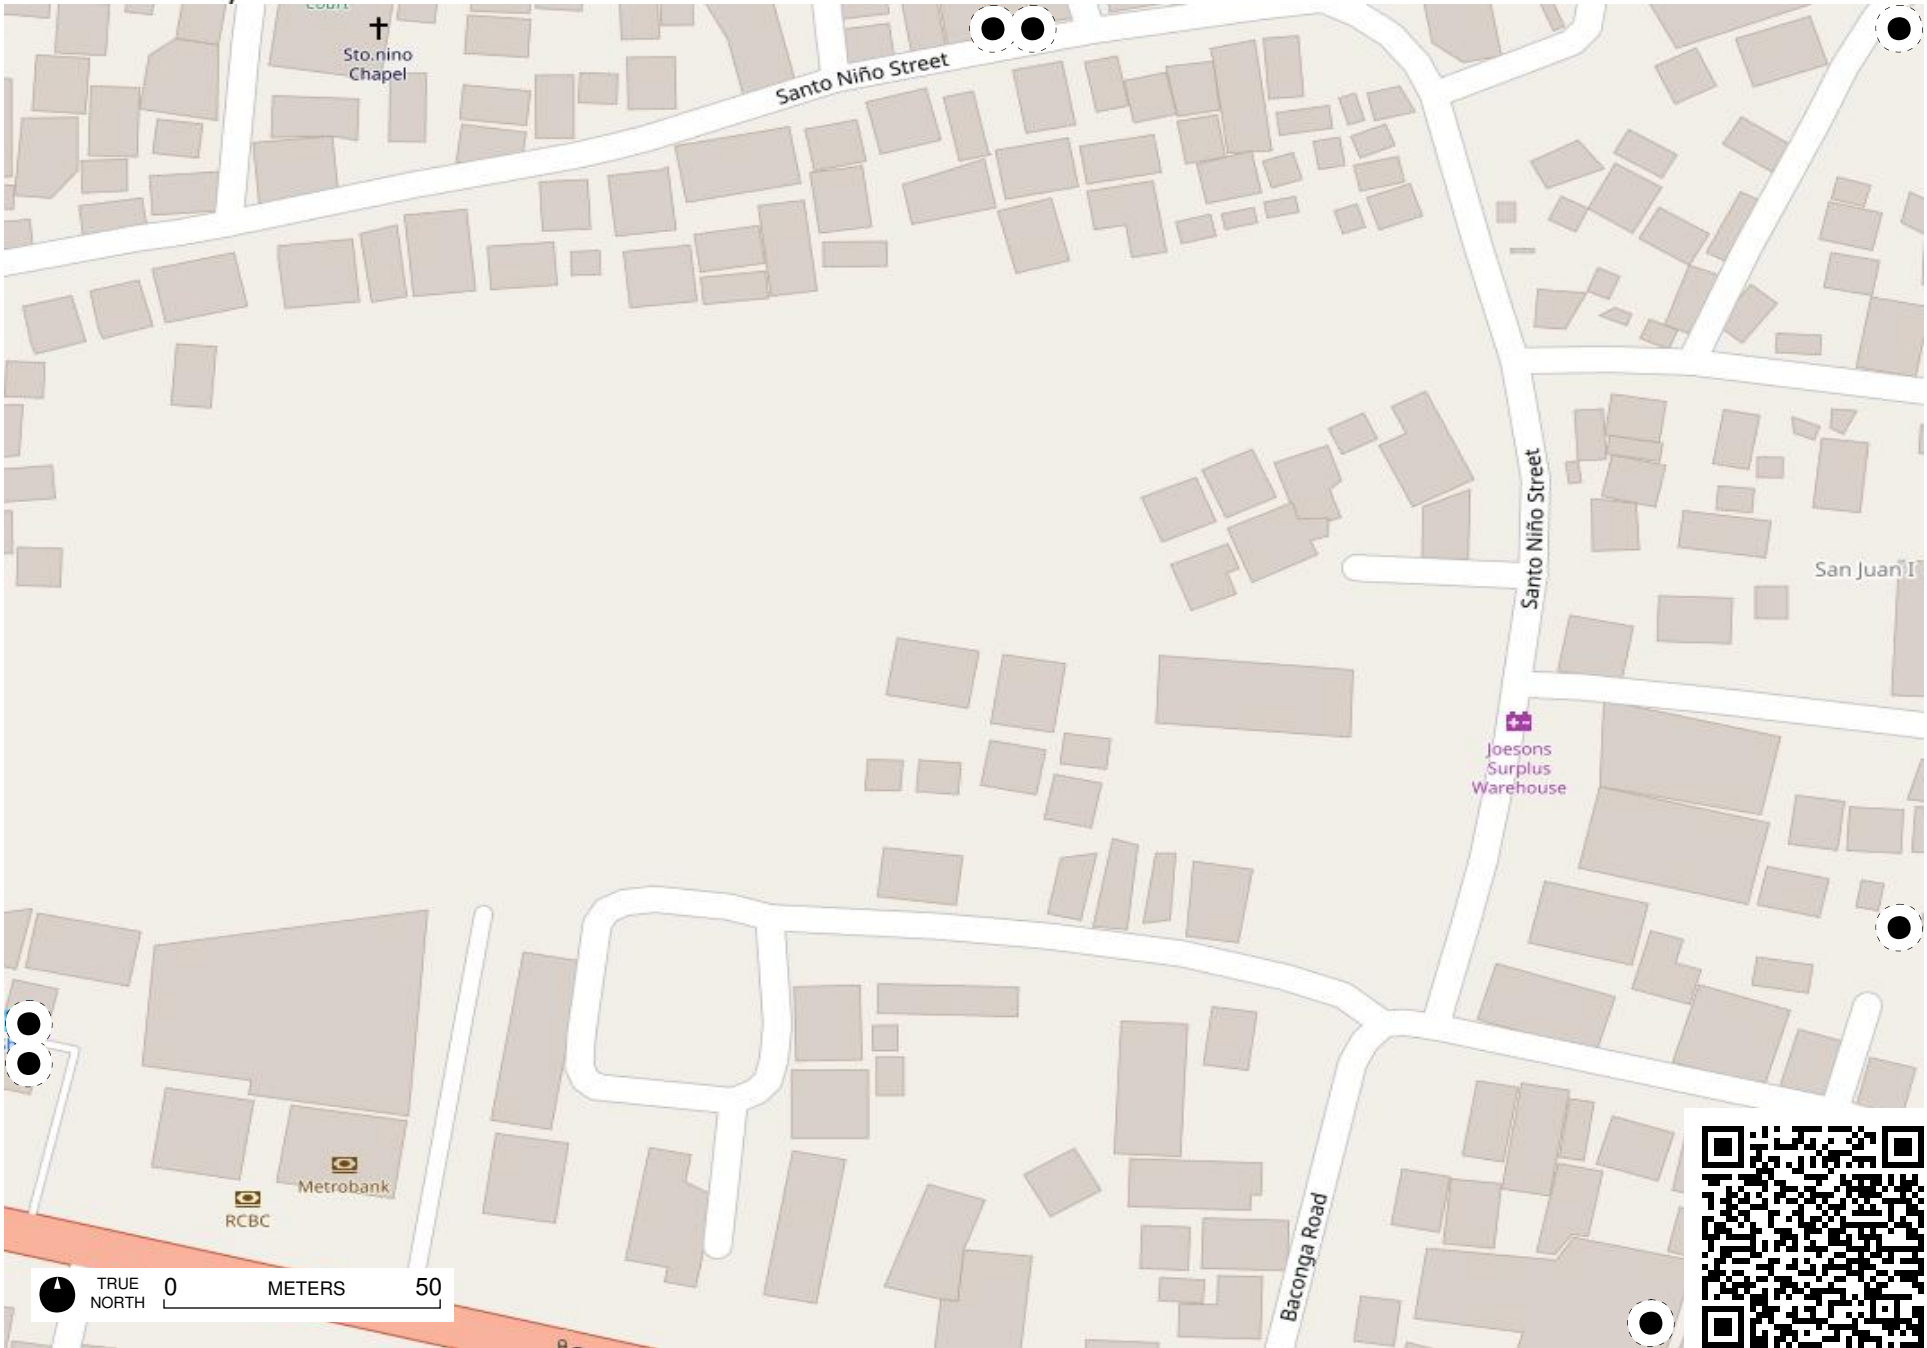 Sto.nino
Chapel
Santo Niño Street
Santo Niño Street
San Juan I
Joesons
Surplus
Warehouse
Metrobank
RCBC
Baconga Road
TRUE
NORTH
0 METERS 50